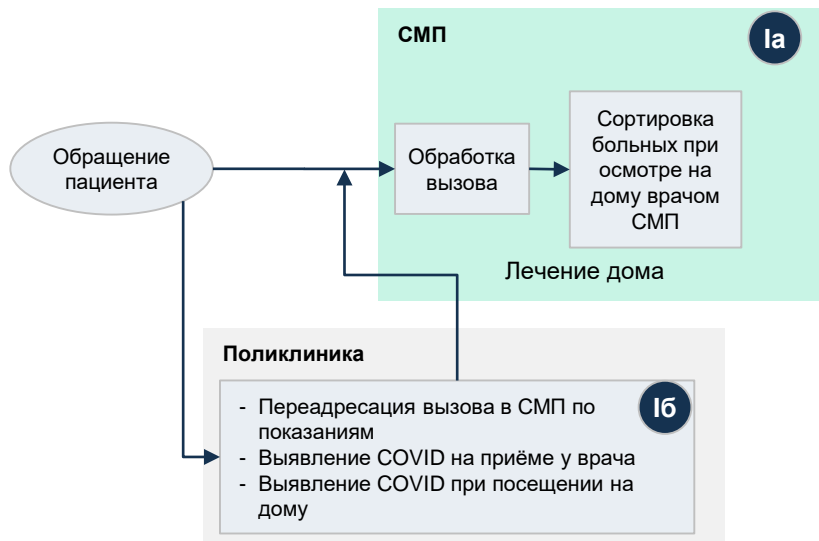 СМП
Iа
Обращение
пациента
Обработка
вызова
Сортировка
больных при
осмотре на
дому врачом
СМП
Лечение дома
Поликлиника
Iб
- Переадресация вызова в СМП по
показаниям
- Выявление COVID на приёме у врача
- Выявление COVID при посещении на
дому